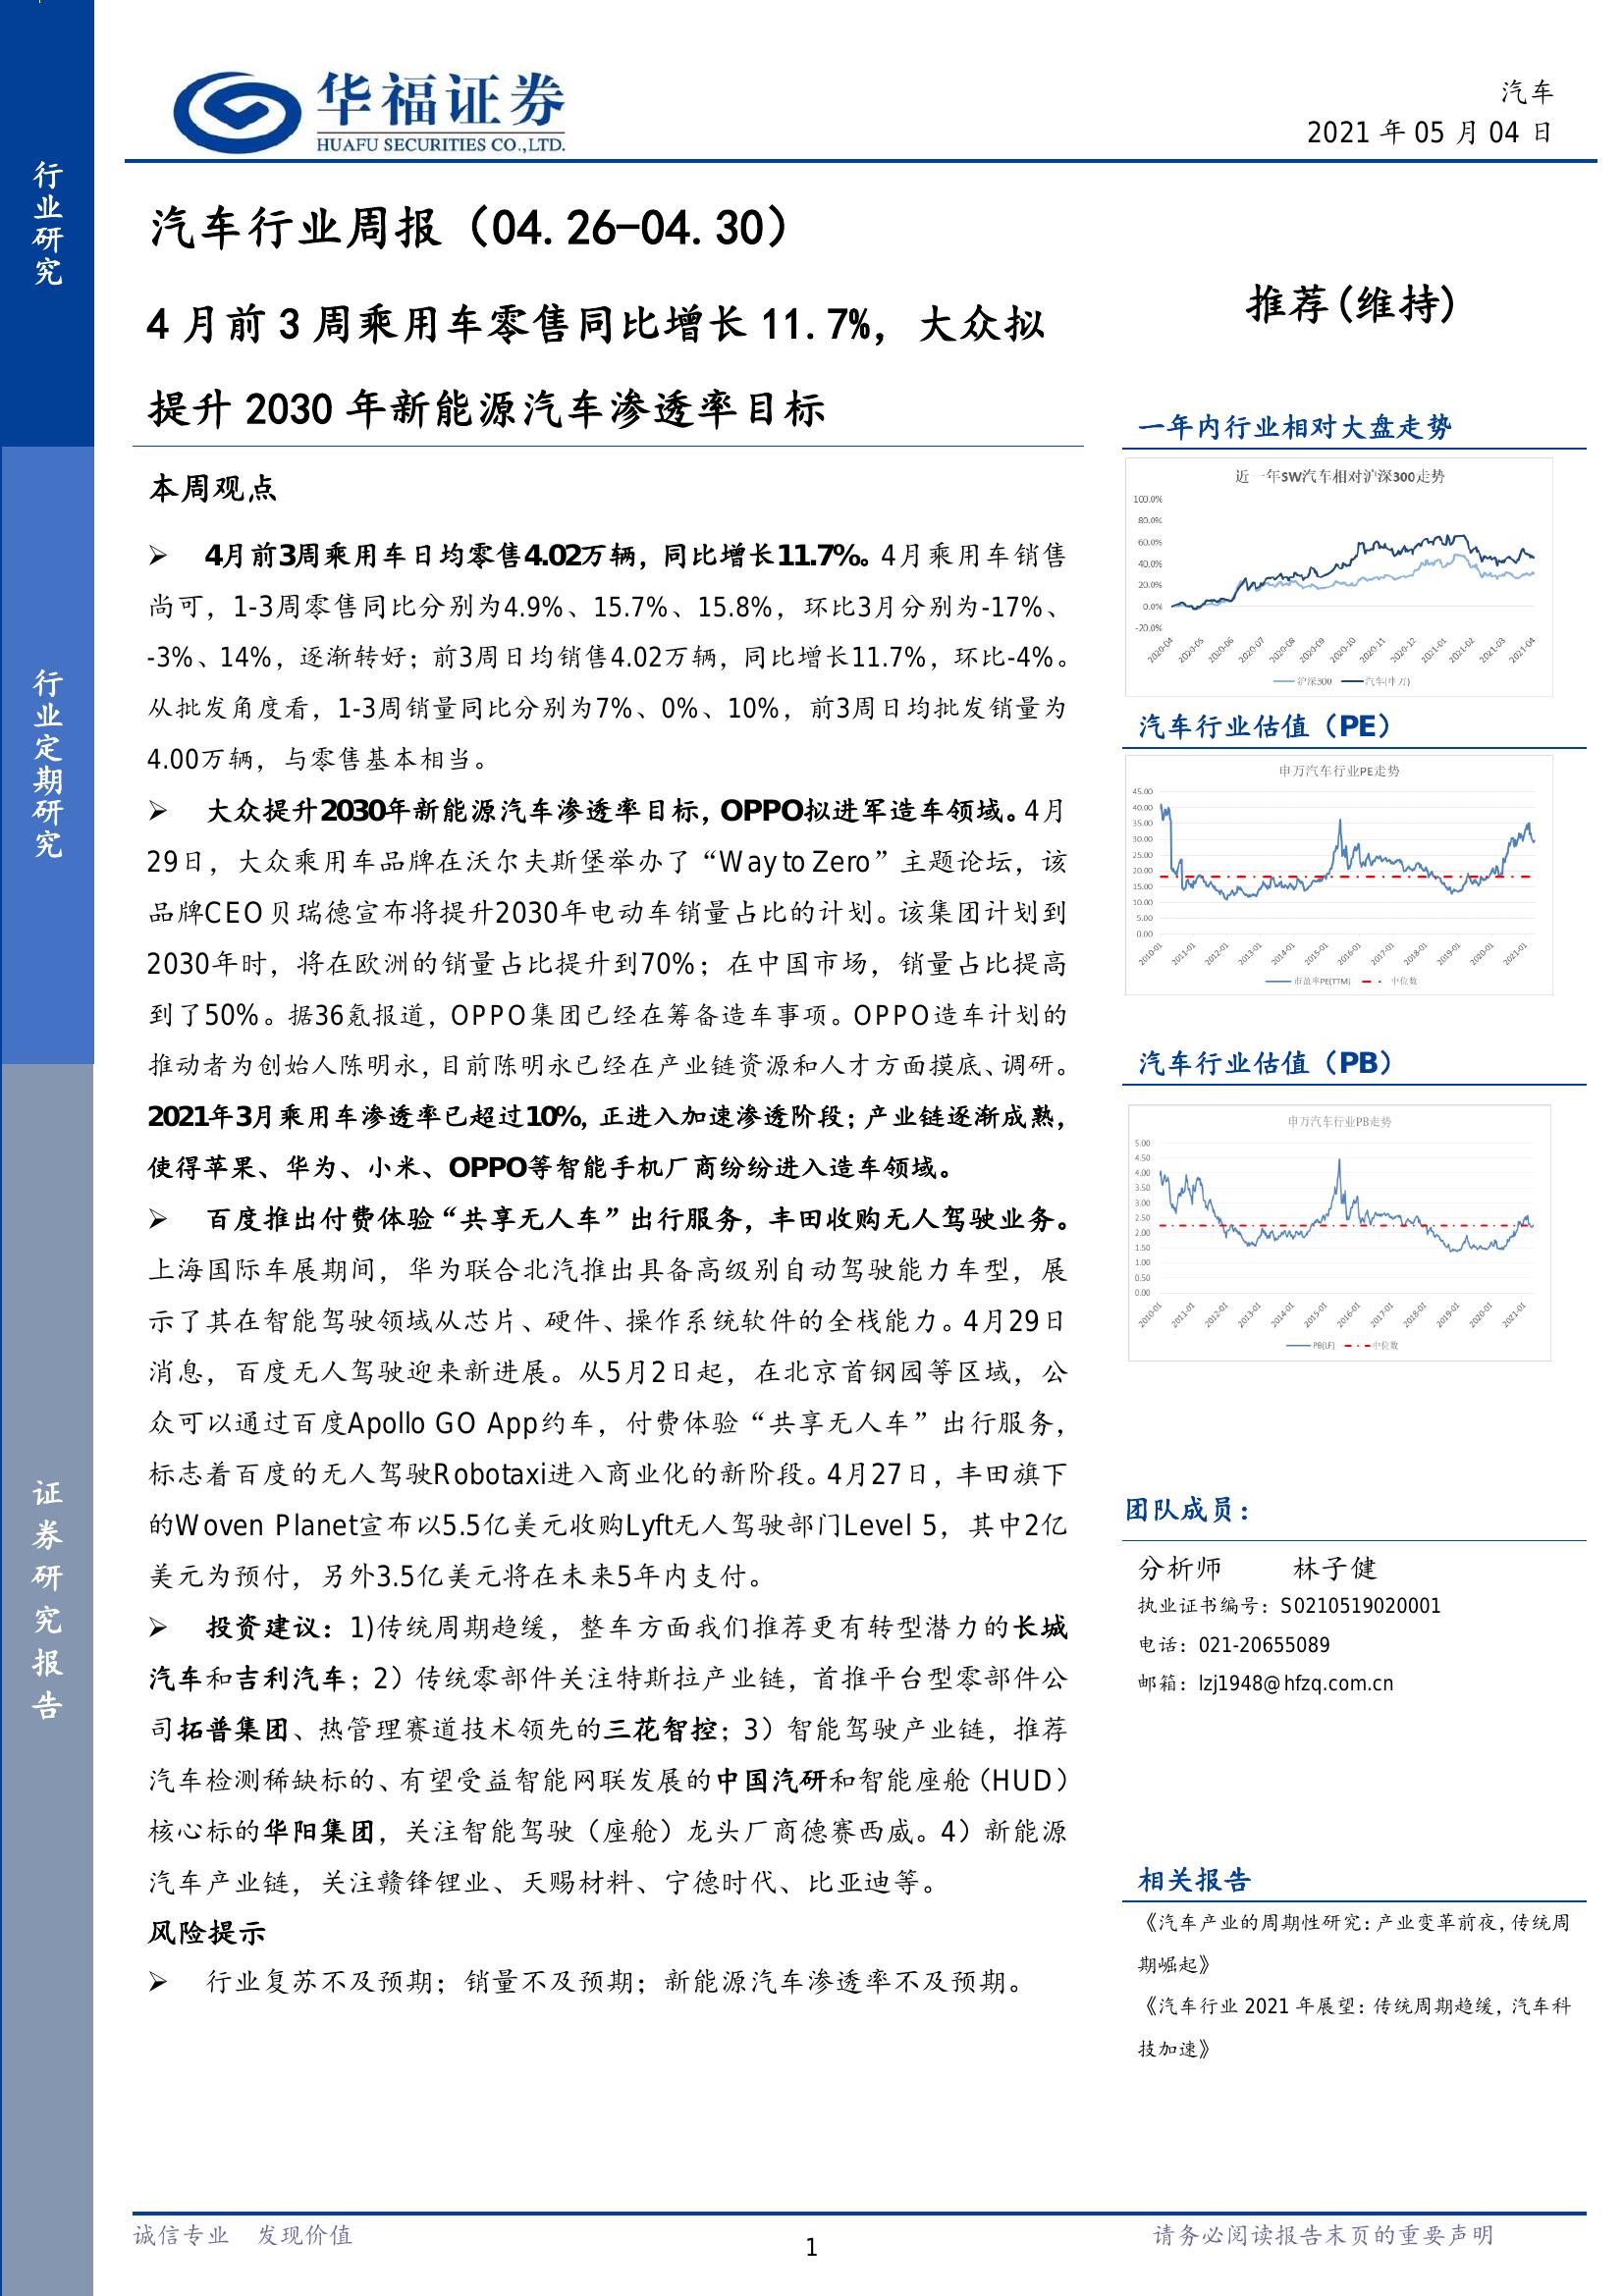 华福证券
HUAFU SECURITIES CO.,LTD.
汽车
2021 年 05 月 04 日
行业研究
行业定期研究
证券研究报告
汽车行业周报（04.26-04.30）
4 月前 3 周乘用车零售同比增长 11.7%，大众拟
提升 2030 年新能源汽车渗透率目标
本周观点
➢ 4月前3周乘用车日均零售4.02万辆，同比增长11.7%。4月乘用车销售
尚可，1-3周零售同比分别为4.9%、15.7%、15.8%，环比3月分别为-17%、
-3%、14%，逐渐转好；前3周日均销售4.02万辆，同比增长11.7%，环比-4%。
从批发角度看，1-3周销量同比分别为7%、0%、10%，前3周日均批发销量为
4.00万辆，与零售基本相当。
➢ 大众提升2030年新能源汽车渗透率目标，OPPO拟进军造车领域。4月
29日，大众乘用车品牌在沃尔夫斯堡举办了“Way to Zero”主题论坛，该
品牌CEO贝瑞德宣布将提升2030年电动车销量占比的计划。该集团计划到
2030年时，将在欧洲的销量占比提升到70%；在中国市场，销量占比提高
到了50%。据36氪报道，OPPO集团已经在筹备造车事项。OPPO造车计划的
推动者为创始人陈明永，目前陈明永已经在产业链资源和人才方面摸底、调研。
2021年3月乘用车渗透率已超过10%，正进入加速渗透阶段；产业链逐渐成熟，
使得苹果、华为、小米、OPPO等智能手机厂商纷纷进入造车领域。
➢ 百度推出付费体验“共享无人车”出行服务，丰田收购无人驾驶业务。
上海国际车展期间，华为联合北汽推出具备高级别自动驾驶能力车型，展
示了其在智能驾驶领域从芯片、硬件、操作系统软件的全栈能力。4月29日
消息，百度无人驾驶迎来新进展。从5月2日起，在北京首钢园等区域，公
众可以通过百度Apollo GO App约车，付费体验“共享无人车”出行服务，
标志着百度的无人驾驶Robotaxi进入商业化的新阶段。4月27日，丰田旗下
的Woven Planet宣布以5.5亿美元收购Lyft无人驾驶部门Level 5，其中2亿
美元为预付，另外3.5亿美元将在未来5年内支付。
➢ 投资建议：1)传统周期趋缓，整车方面我们推荐更有转型潜力的长城
汽车和吉利汽车；2）传统零部件关注特斯拉产业链，首推平台型零部件公
司拓普集团、热管理赛道技术领先的三花智控；3）智能驾驶产业链，推荐
汽车检测稀缺标的、有望受益智能网联发展的中国汽研和智能座舱（HUD）
核心标的华阳集团，关注智能驾驶（座舱）龙头厂商德赛西威。4）新能源
汽车产业链，关注赣锋锂业、天赐材料、宁德时代、比亚迪等。
风险提示
➢ 行业复苏不及预期；销量不及预期；新能源汽车渗透率不及预期。
推荐(维持)
一年内行业相对大盘走势
近一年SW汽车相对沪深300走势
100.0%
80.0%
60.0%
40.0%
20.0%
0.0%
-20.0%
2020-04 2020-05 2020-06 2020-07 2020-08 2020-09 2020-10 2020-11 2020-12 2021-01 2021-02 2021-03 2021-04
沪深300 汽车(申万)
汽车行业估值（PE）
申万汽车行业PE走势
45.00
40.00
35.00
30.00
25.00
20.00
15.00
10.00
5.00
0.00
2010-01 2011-01 2012-01 2013-01 2014-01 2015-01 2016-01 2017-01 2018-01 2019-01 2020-01 2021-01
市盈率PE(TTM) 中位数
汽车行业估值（PB）
申万汽车行业PB走势
5.00
4.50
4.00
3.50
3.00
2.50
2.00
1.50
1.00
0.50
0.00
2010-01 2011-01 2012-01 2013-01 2014-01 2015-01 2016-01 2017-01 2018-01 2019-01 2020-01 2021-01
PB(LF) 中位数
团队成员：
分析师 林子健
执业证书编号：S0210519020001
电话：021-20655089
邮箱：lzj1948@hfzq.com.cn
相关报告
《汽车产业的周期性研究：产业变革前夜，传统周
期崛起》
《汽车行业 2021 年展望：传统周期趋缓，汽车科
技加速》
诚信专业 发现价值
1
请务必阅读报告末页的重要声明